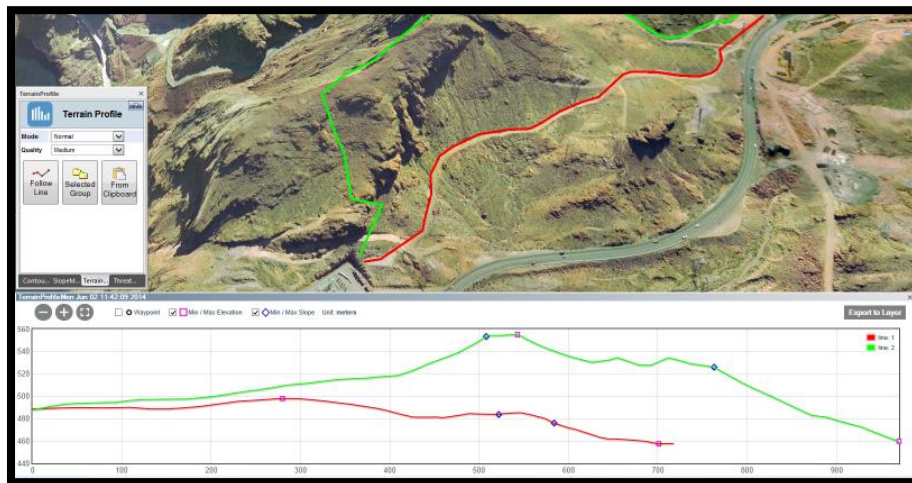 TerrainProfile
Terrain Profile
Mode Normal
Quality Medium
Follow Line
Selected Group
From Clipboard
Contou... SlopeM... Terrain... Threat...
TerrainProfileMon Jun 02 11:42:09 2014
Waypoint Min / Max Elevation Min / Max Slope Unit: meters
Export to Layer
560
540
520
500
480
460
440
line: 1
line: 2
0 100 200 300 400 500 600 700 800 900